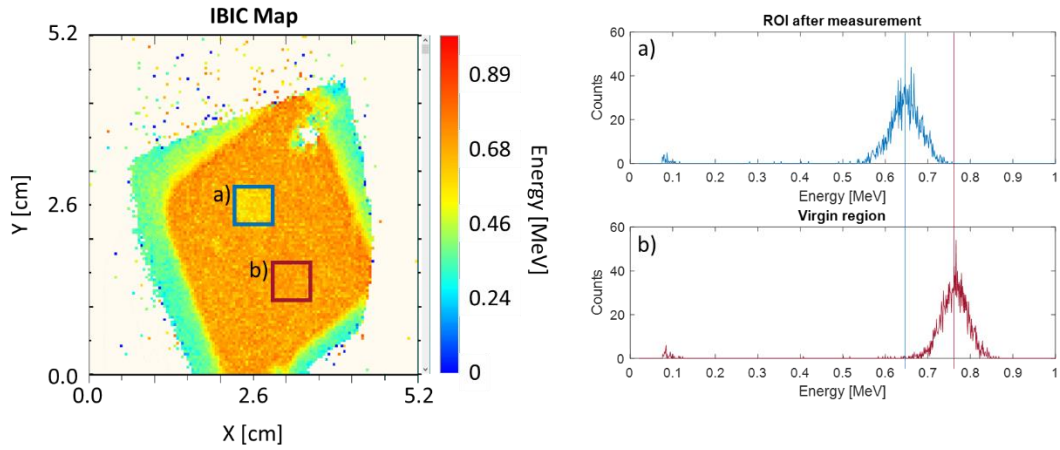 IBIC Map
5.2
2.6
0.0
Y [cm]
0.0
2.6
5.2
X [cm]
a)
b)
0.89
0.68
0.46
0.24
0
Energy [MeV]
ROI after measurement
a)
60
40
20
0
Counts
0 0.1 0.2 0.3 0.4 0.5 0.6 0.7 0.8 0.9 1
Energy [MeV]
Virgin region
b)
60
40
20
0
Counts
0 0.1 0.2 0.3 0.4 0.5 0.6 0.7 0.8 0.9 1
Energy [MeV]